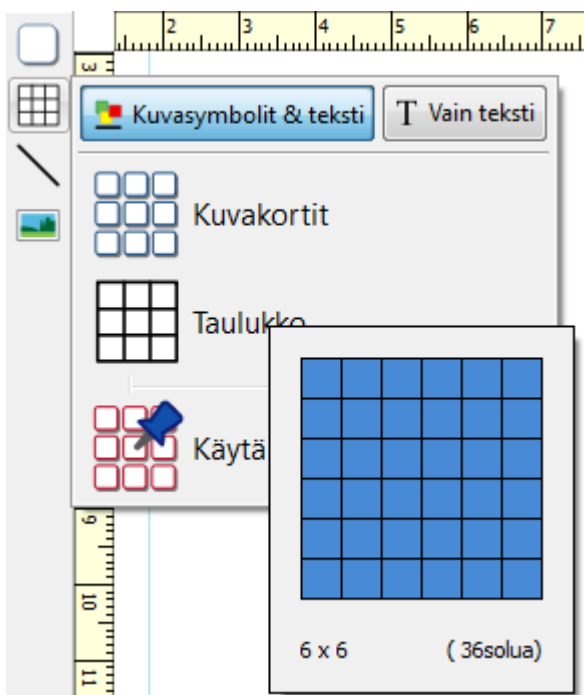 2 3 4 5 6 7
3
Kuvasymbolit & teksti T Vain teksti
Kuvakortit
Taulukko
Käytä
9
10
11
6 x 6 ( 36solua)